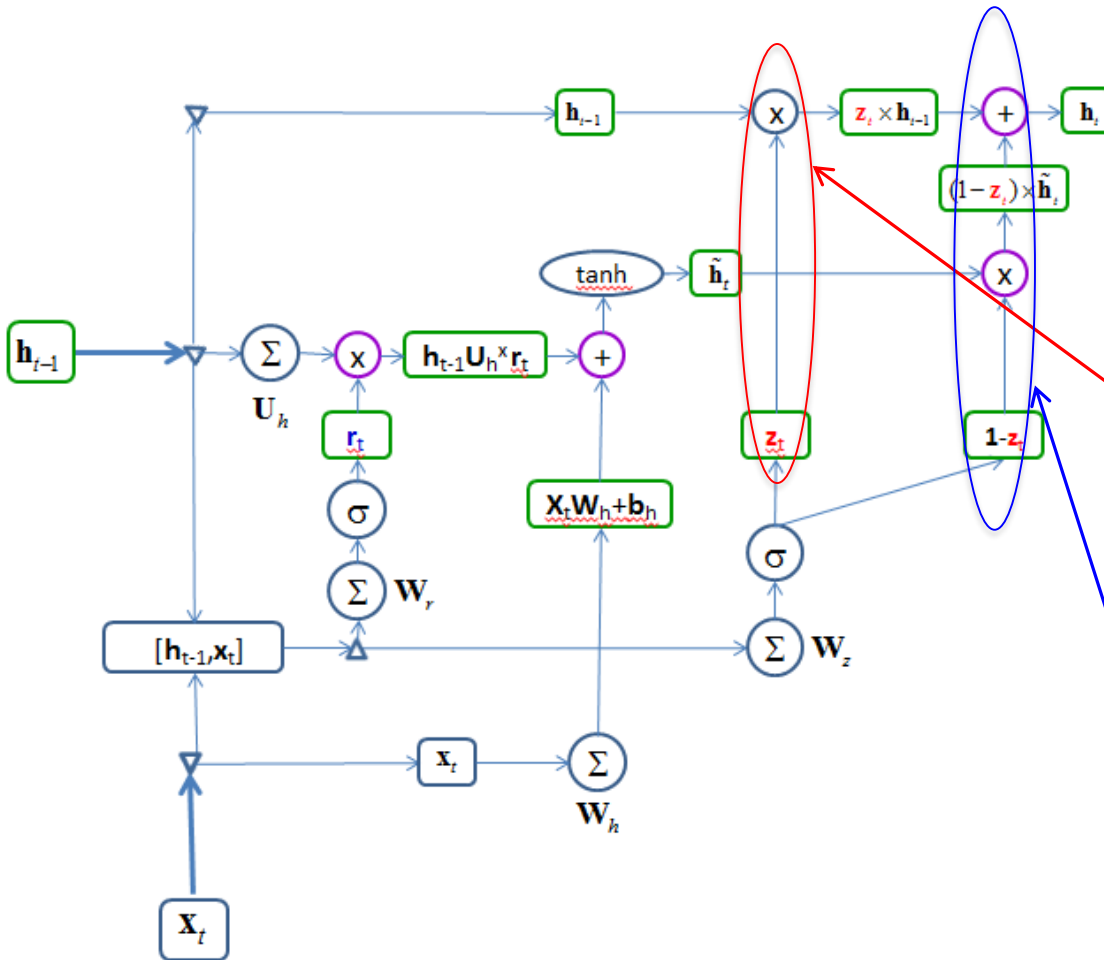 h_{t-1}
x
z_t × h_{t-1}
+
h_t
(1− z_t)× h̃_t
tanh
h̃_t
x
h_{t-1}
Σ
x
h_{t-1}U_h x r_t
+
U_h
r_t
z_t
1-z_t
X_tW_h+b_h
σ
σ
Σ
W_r
[h_{t-1},x_t]
Σ
W_z
x_t
Σ
W_h
x_t